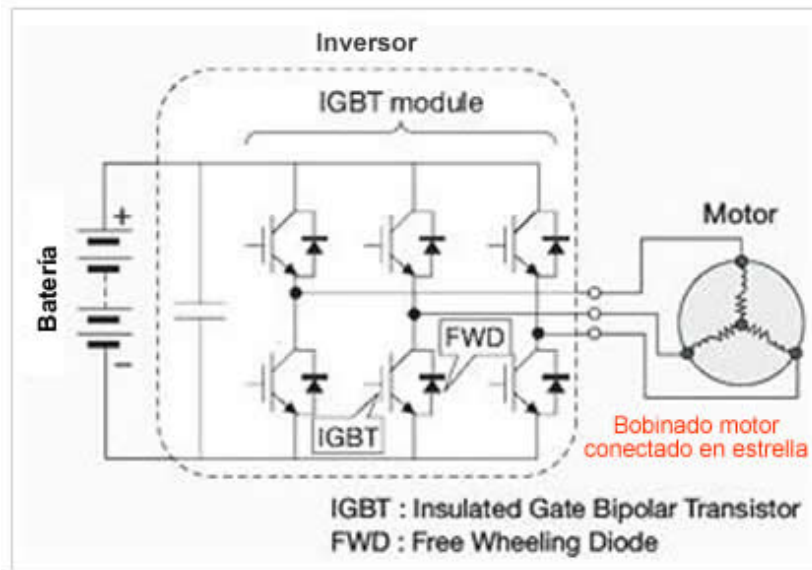 Inversor
IGBT module
Motor
Batería
+
−
FWD
IGBT
Bobinado motor
conectado en estrella
IGBT : Insulated Gate Bipolar Transistor
FWD : Free Wheeling Diode